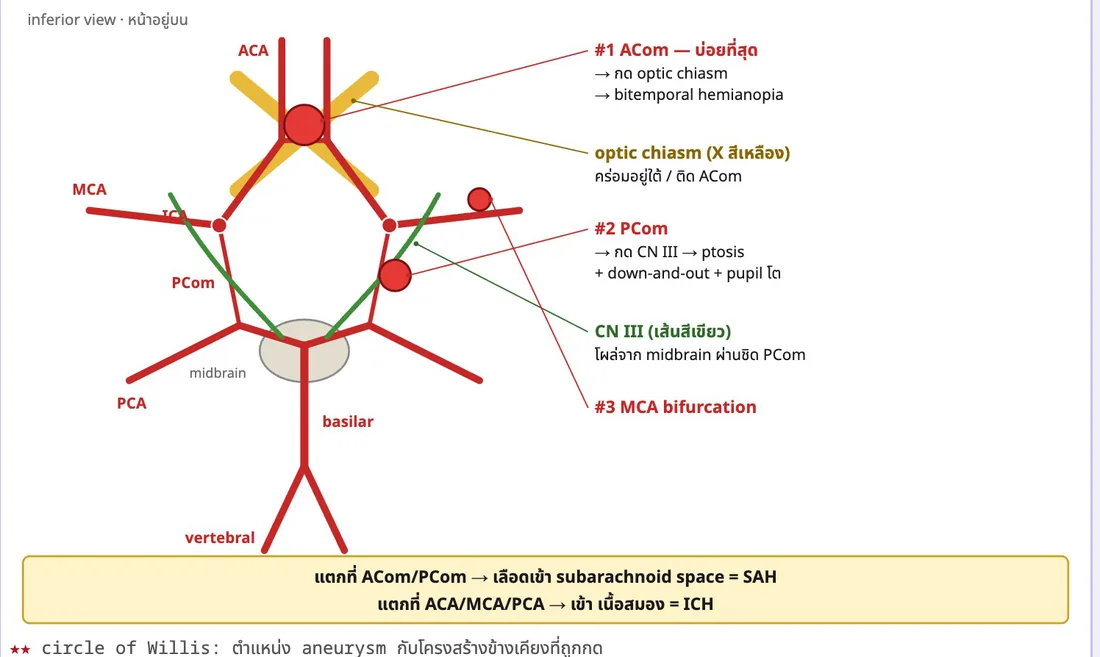 inferior view · หน้าอยู่บน
ACA
#1 ACom — บ่อยที่สุด
→ กด optic chiasm
→ bitemporal hemianopia
optic chiasm (X สีเหลือง)
คร่อมอยู่ใต้ / ติด ACom
MCA
ICA
#2 PCom
→ กด CN III → ptosis
+ down-and-out + pupil โต
PCom
CN III (เส้นสีเขียว)
โผล่จาก midbrain ผ่านชิด PCom
midbrain
PCA
#3 MCA bifurcation
basilar
vertebral
แตกที่ ACom/PCom → เลือดเข้า subarachnoid space = SAH
แตกที่ ACA/MCA/PCA → เข้า เนื้อสมอง = ICH
★★ circle of Willis: ตำแหน่ง aneurysm กับโครงสร้างข้างเคียงที่ถูกกด